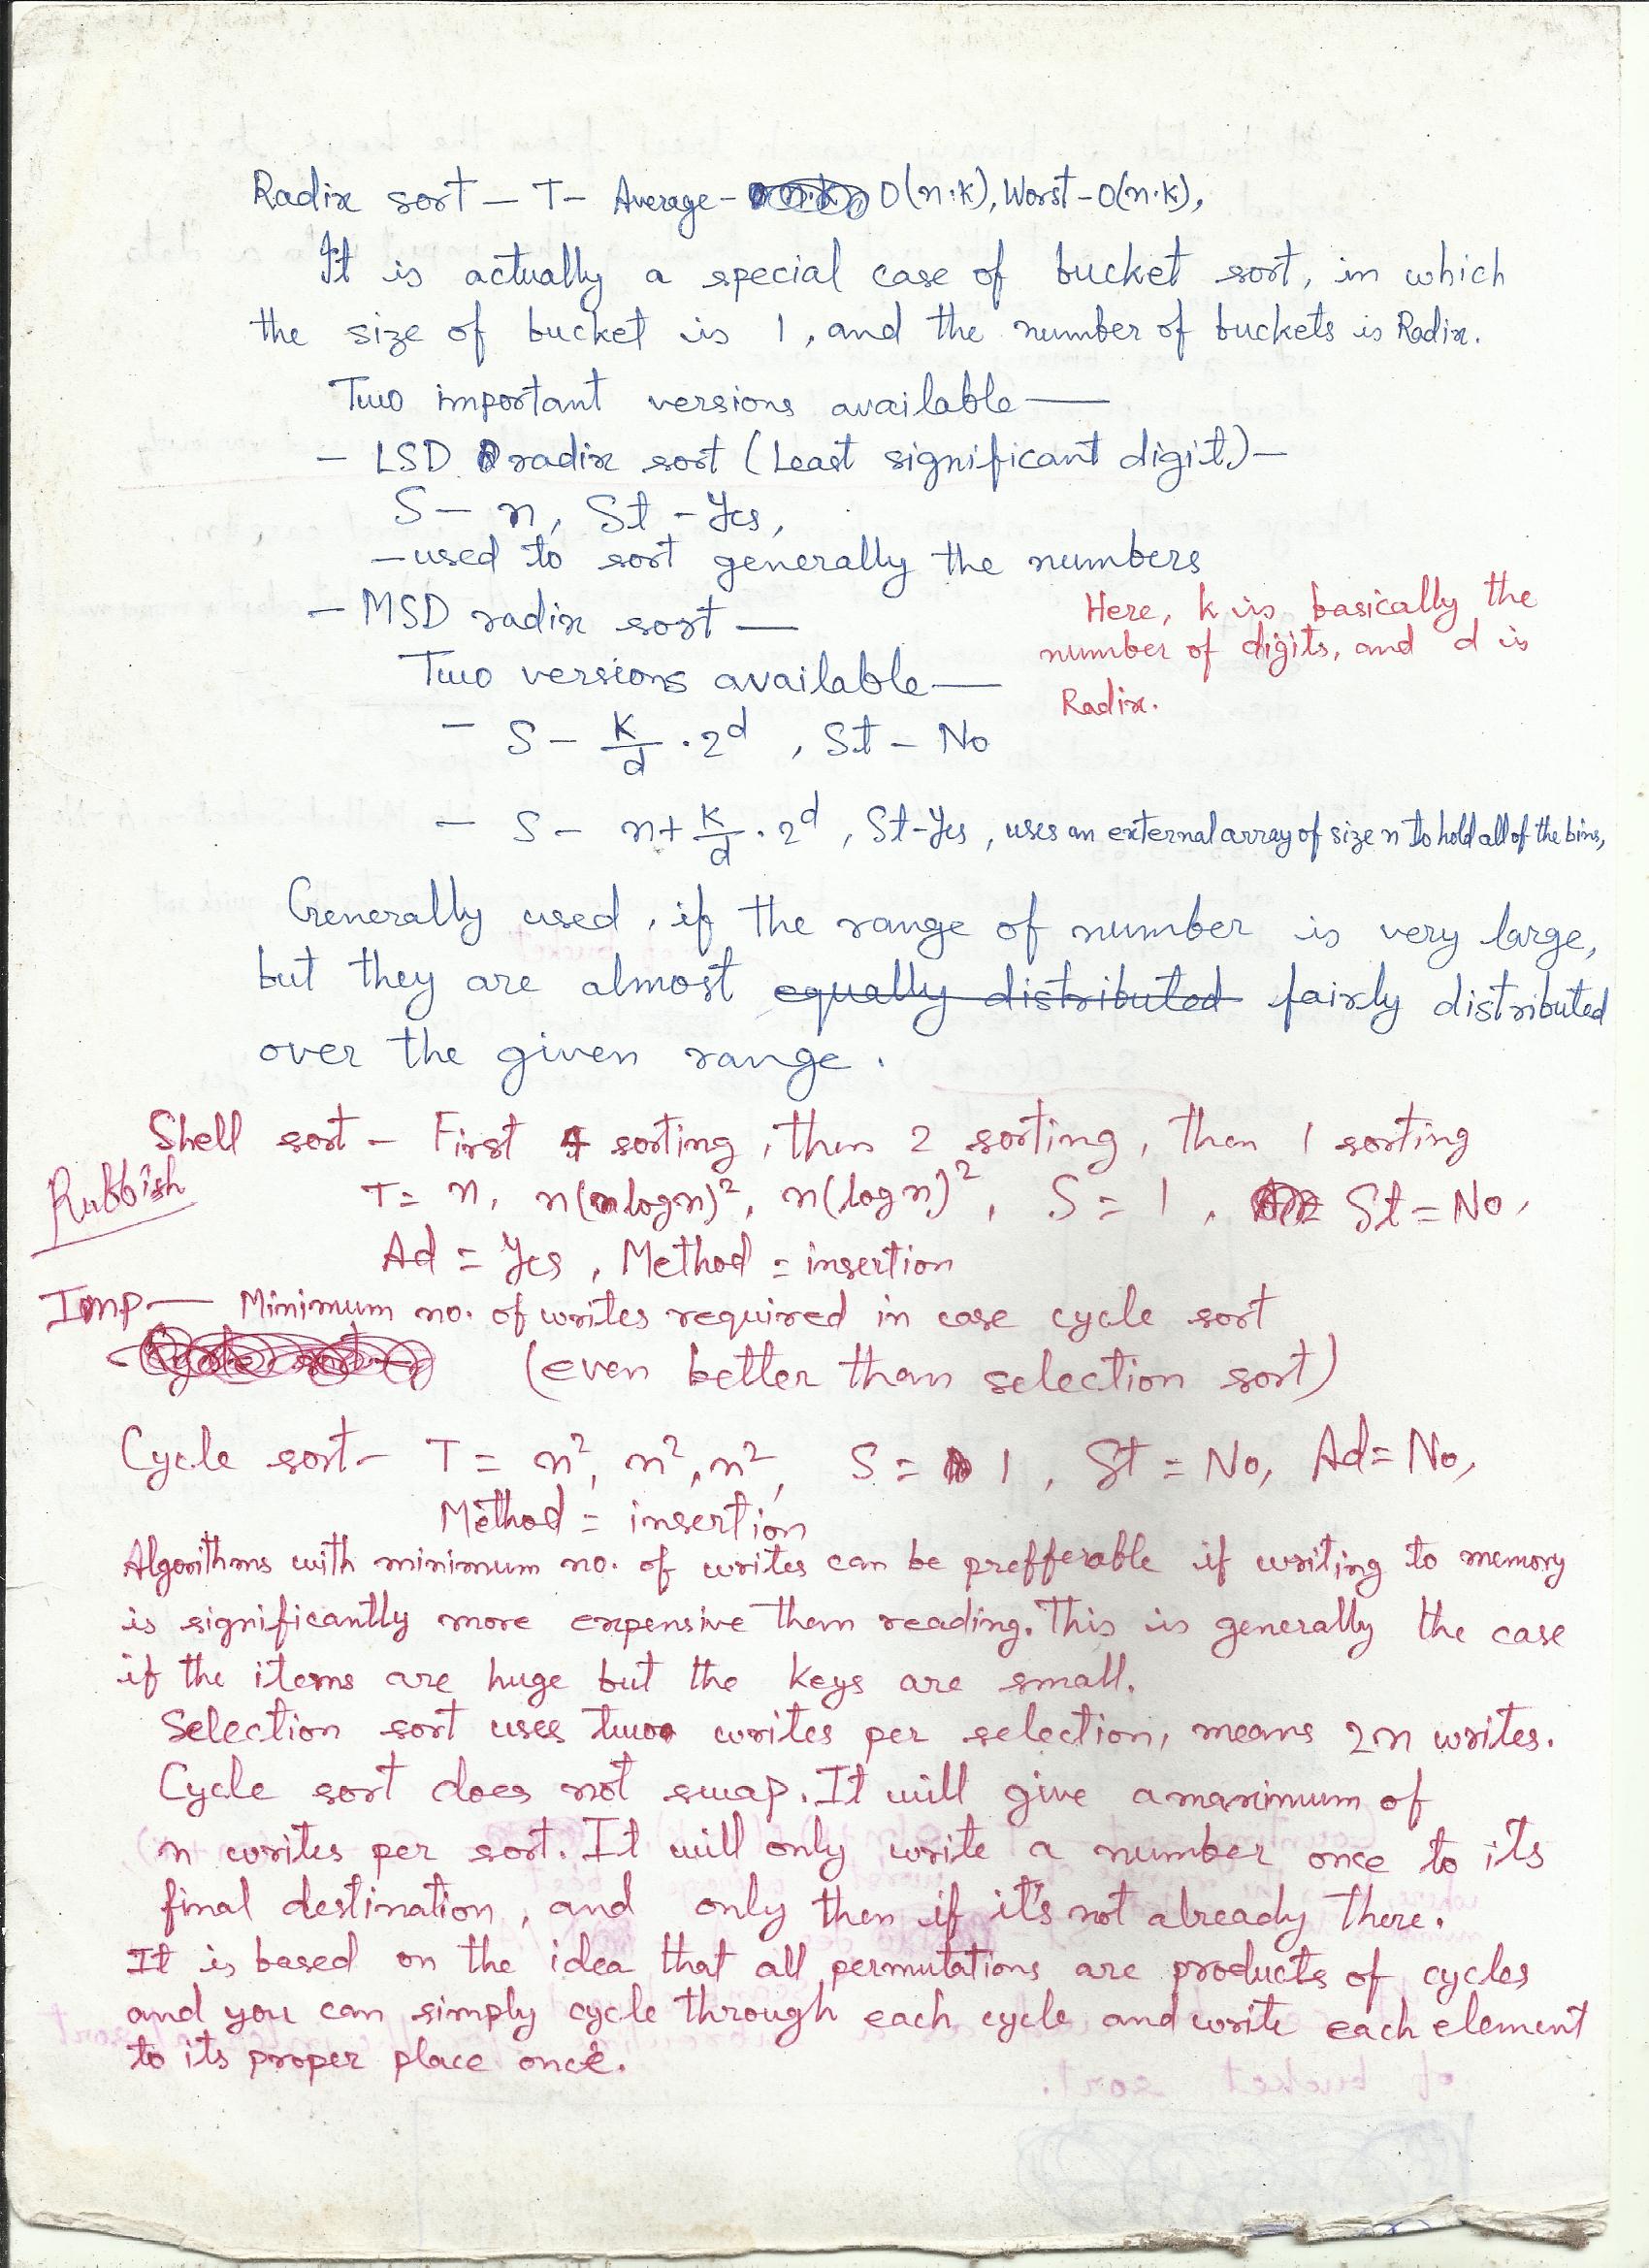 Radix sort — T — Average - O(n·k), Worst - O(n·k),
It is actually a special case of bucket sort, in which
the size of bucket is 1, and the number of buckets is Radix.
Two important versions available —
- LSD radix sort (Least significant digit) —
S — n, St - Yes,
- used to sort generally the numbers
- MSD radix sort —
Here, k is basically the
number of digits, and d is
Radix.
Two versions available —
- S - k/d · 2^d, St - No
- S - n + k/d · 2^d, St - Yes, uses an external array of size n to hold all of the bins,
Generally used, if the range of number is very large,
but they are almost equally distributed fairly distributed
over the given range.
Shell sort - First 4 sorting, then 2 sorting, then 1 sorting
Rubbish
T = n, n(logn)², n(logn)², S = 1, St = No,
Ad = Yes, Method = insertion
Imp — Minimum no. of writes required in case cycle sort
(even better than selection sort)
Cycle sort - T = n², n², n², S = 1, St = No, Ad = No,
Method = insertion
Algorithms with minimum no. of writes can be prefferable if writing to memory
is significantly more expensive then reading. This is generally the case
if the items are huge but the keys are small.
Selection sort uses two writes per selection, means 2n writes.
Cycle sort does not swap. It will give a maximum of
n writes per sort. It will only write a number once to its
final destination, and only then if it's not already there.
It is based on the idea that all permutations are products of cycles
and you can simply cycle through each cycle and write each element
to its proper place once.